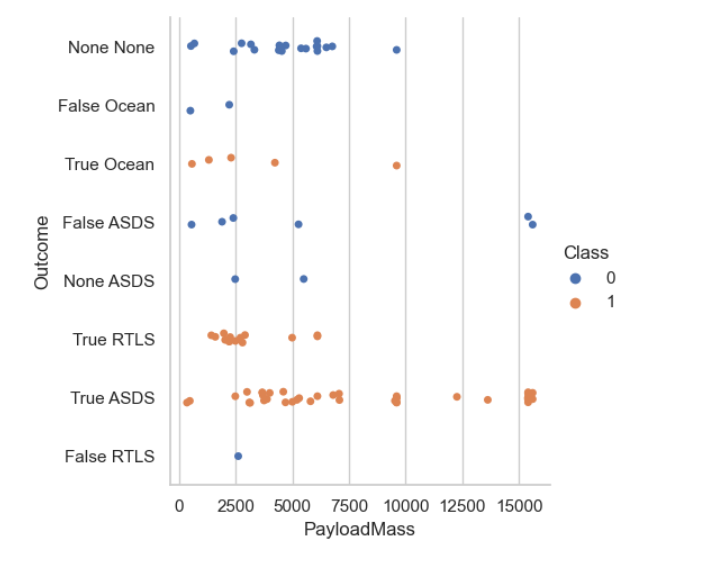 None None
False Ocean
True Ocean
False ASDS
None ASDS
True RTLS
True ASDS
False RTLS
Outcome
0 2500 5000 7500 10000 12500 15000
PayloadMass
Class
0
1